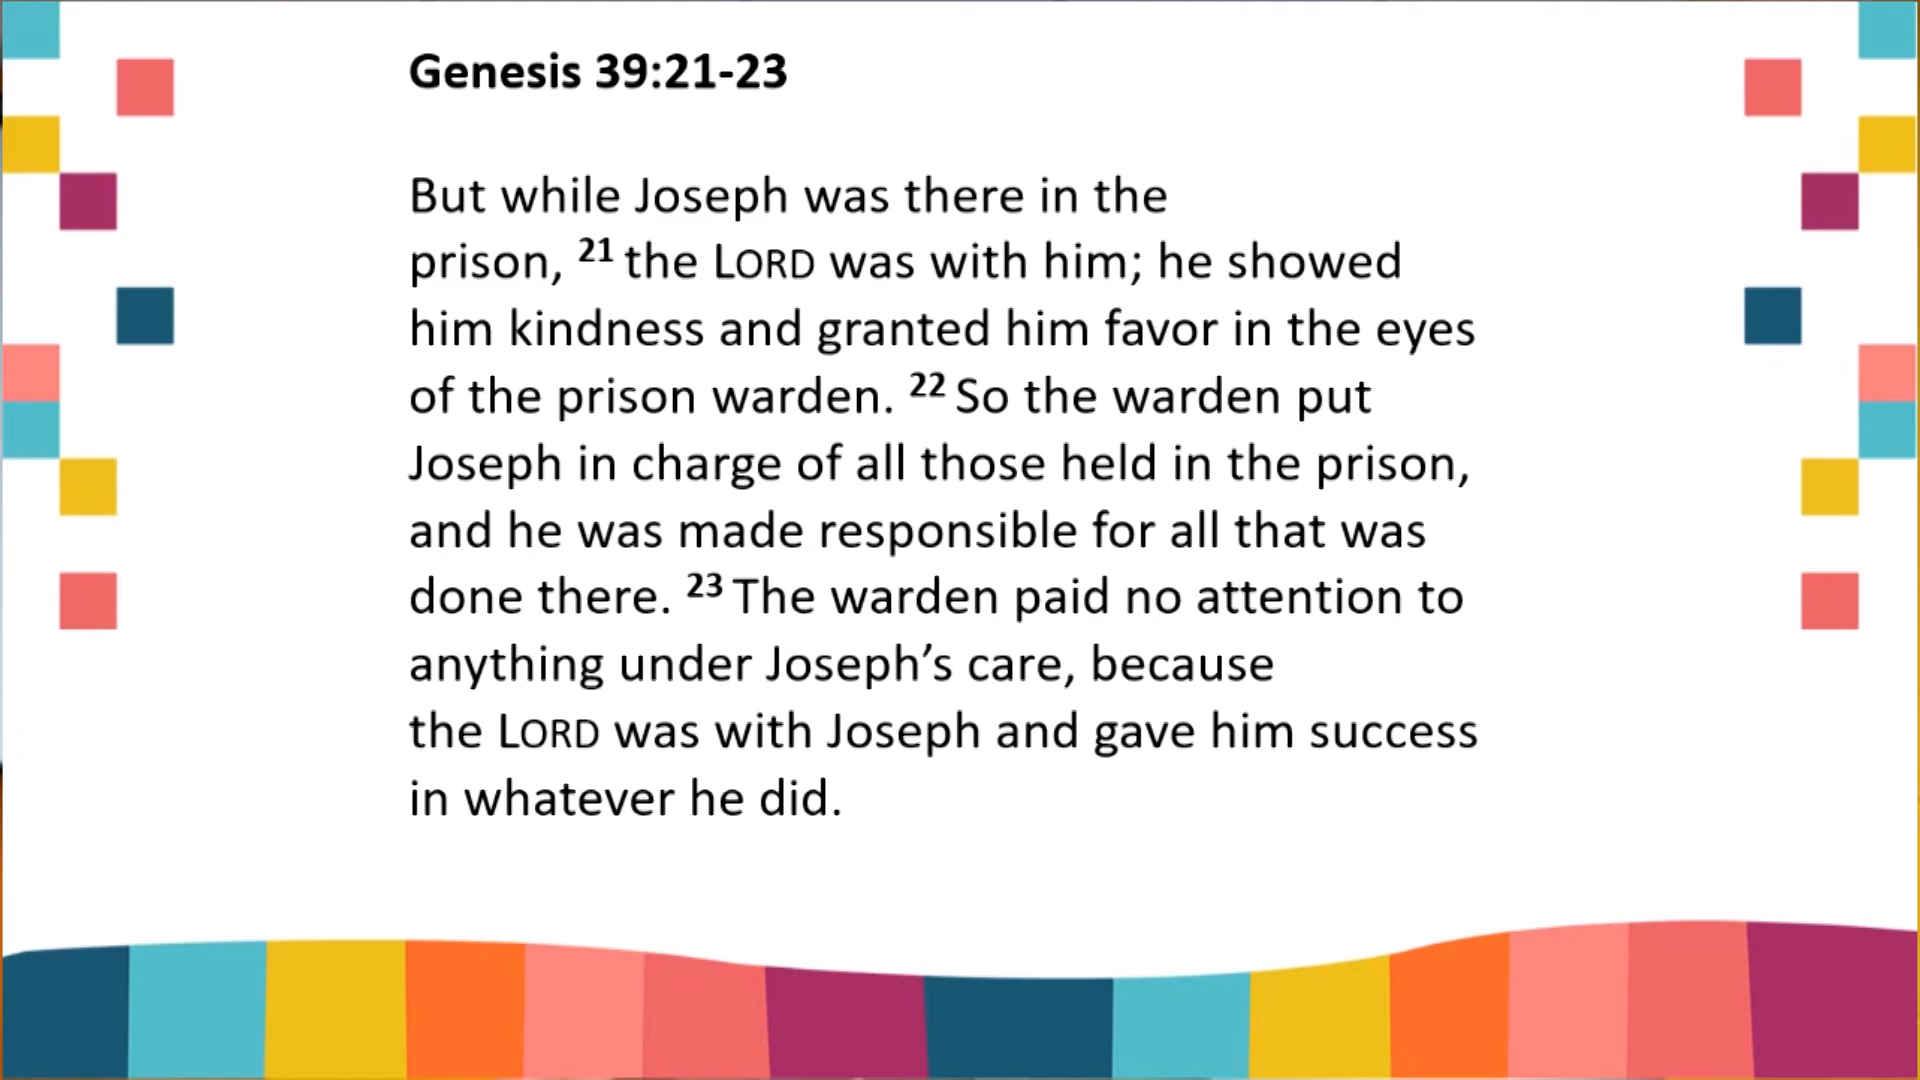 Genesis 39:21-23
But while Joseph was there in the
prison, 21 the LORD was with him; he showed
him kindness and granted him favor in the eyes
of the prison warden. 22 So the warden put
Joseph in charge of all those held in the prison,
and he was made responsible for all that was
done there. 23 The warden paid no attention to
anything under Joseph’s care, because
the LORD was with Joseph and gave him success
in whatever he did.